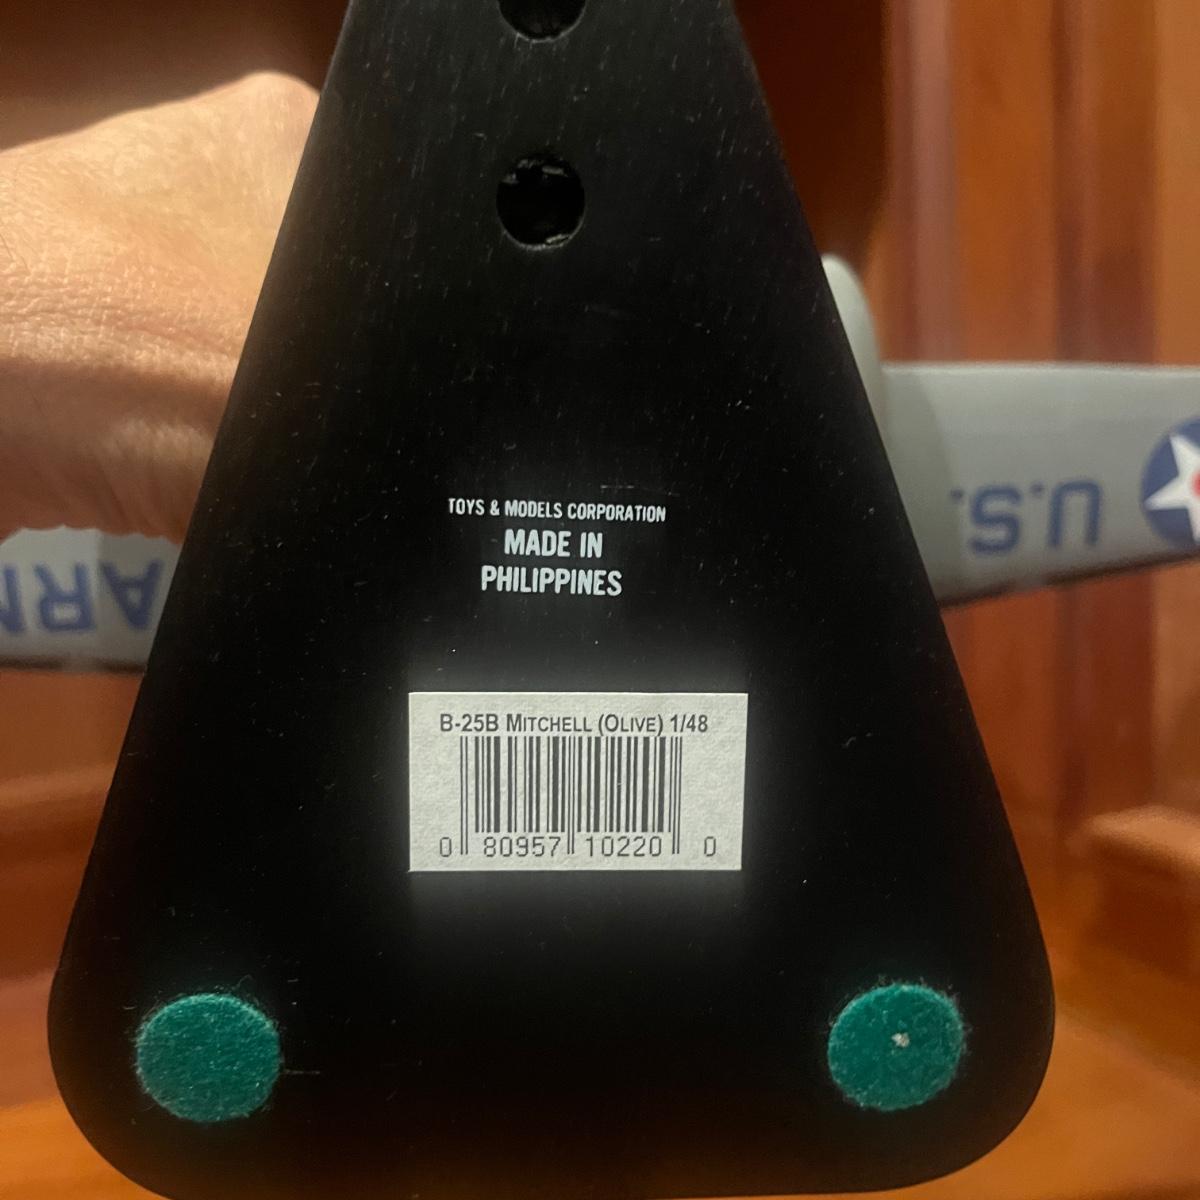 TOYS & MODELS CORPORATION
MADE IN
PHILIPPINES
U.S.
ARM
B-25B MITCHELL (OLIVE) 1/48
0 80957 10220 0